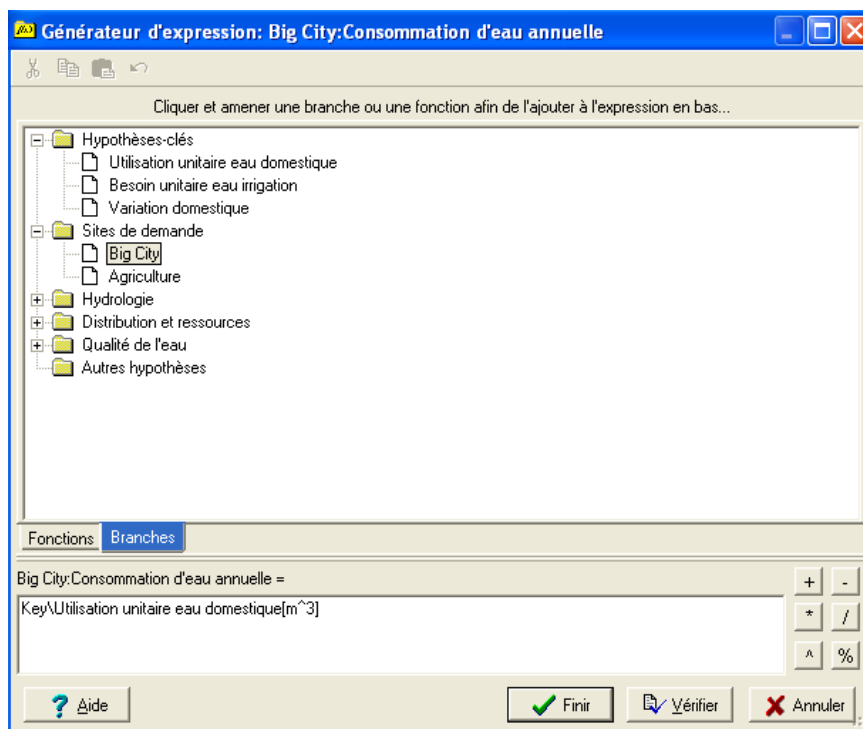 Générateur d'expression: Big City:Consommation d'eau annuelle
Cliquer et amener une branche ou une fonction afin de l'ajouter à l'expression en bas...
Hypothèses-clés
Utilisation unitaire eau domestique
Besoin unitaire eau irrigation
Variation domestique
Sites de demande
Big City
Agriculture
Hydrologie
Distribution et ressources
Qualité de l'eau
Autres hypothèses
Fonctions Branches
Big City:Consommation d'eau annuelle =
+ -
Key\Utilisation unitaire eau domestique[m^3]
* /
^ %
? Aide Finir Vérifier Annuler